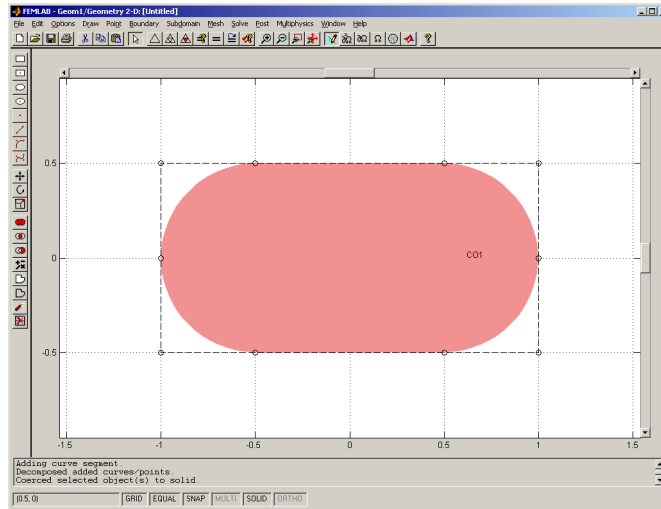 FEMLAB - Geom1/Geometry 2-D: [Untitled]
File Edit Options Draw Point Boundary Subdomain Mesh Solve Post Multiphysics Window Help
0.5
0
-0.5
CO1
-1.5 -1 -0.5 0 0.5 1 1.5
Adding curve segment.
Decomposed added curves/points.
Coerced selected object(s) to solid.
(0.5, 0) GRID EQUAL SNAP MULTI SOLID ORTHO